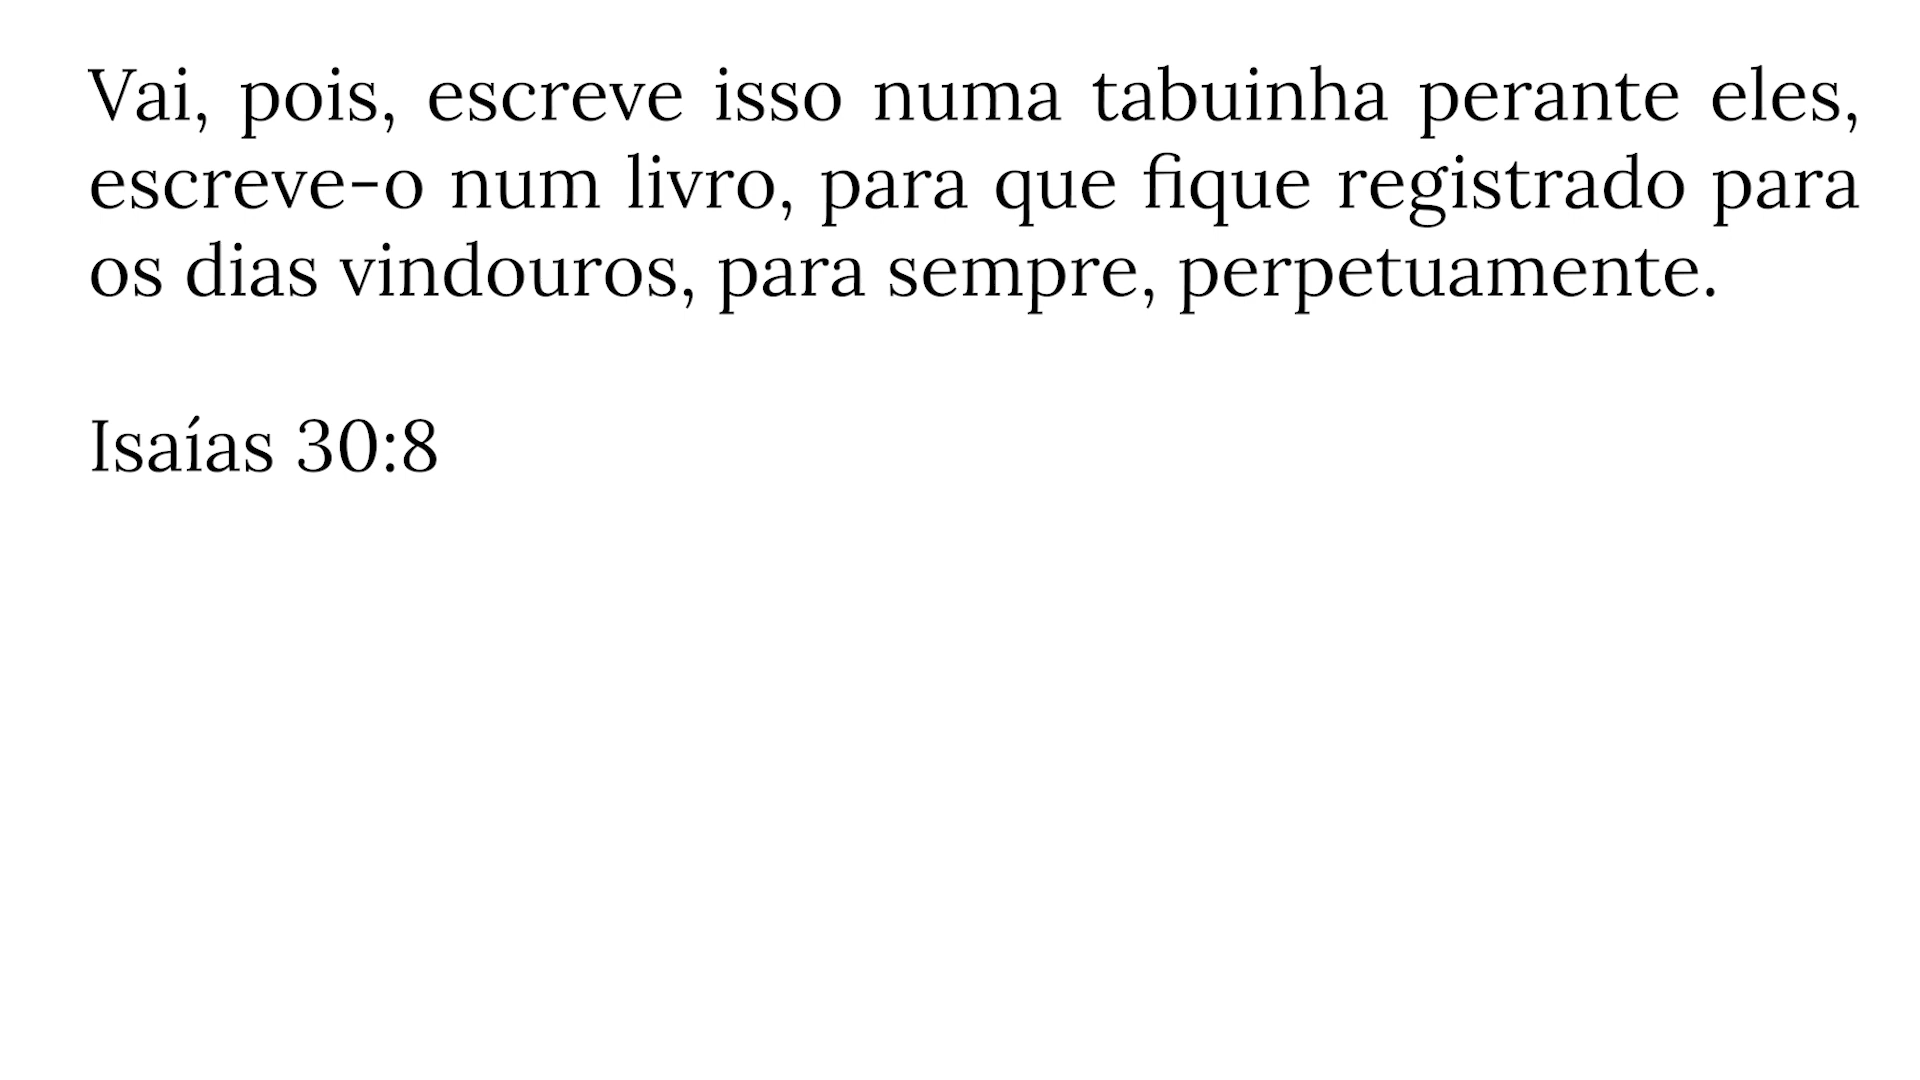 Vai, pois, escreve isso numa tabuinha perante eles,
escreve-o num livro, para que fique registrado para
os dias vindouros, para sempre, perpetuamente.
Isaías 30:8